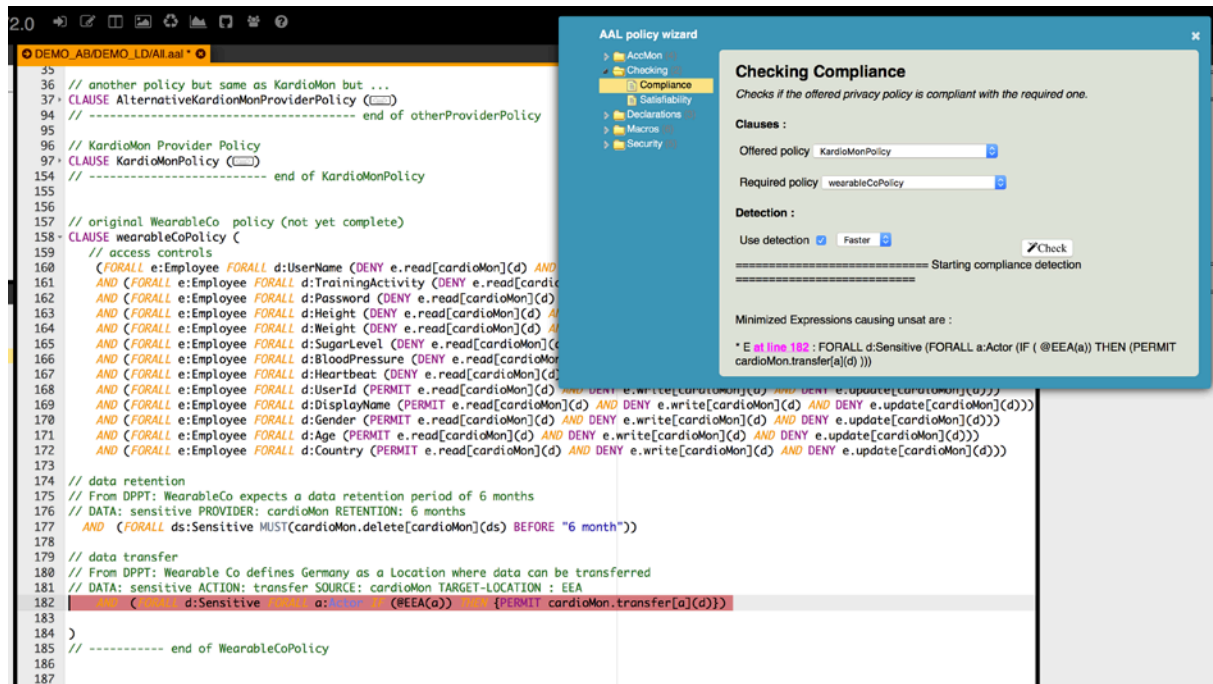 2.0
DEMO_AB/DEMO_LD/All.aal *
35
36 // another policy but same as KardioMon but ...
37 CLAUSE AlternativeKardionMonProviderPolicy ( )
94 // -------------------------------------- end of otherProviderPolicy
95
96 // KardioMon Provider Policy
97 CLAUSE KardioMonPolicy ( )
154 // -------------------------- end of KardioMonPolicy
155
156
157 // original WearableCo policy (not yet complete)
158 CLAUSE wearableCoPolicy (
159 // access controls
160 (FORALL e:Employee FORALL d:UserName (DENY e.read[cardioMon](d) AND
161 AND (FORALL e:Employee FORALL d:TrainingActivity (DENY e.read[cardio
162 AND (FORALL e:Employee FORALL d:Password (DENY e.read[cardioMon](d)
163 AND (FORALL e:Employee FORALL d:Height (DENY e.read[cardioMon](d) A
164 AND (FORALL e:Employee FORALL d:Weight (DENY e.read[cardioMon](d) A
165 AND (FORALL e:Employee FORALL d:SugarLevel (DENY e.read[cardioMon](
166 AND (FORALL e:Employee FORALL d:BloodPressure (DENY e.read[cardioMon
167 AND (FORALL e:Employee FORALL d:Heartbeat (DENY e.read[cardioMon](d)
168 AND (FORALL e:Employee FORALL d:UserId (PERMIT e.read[cardioMon](d) AND DENY e.write[cardioMon](d) AND DENY e.update[cardioMon](d)))
169 AND (FORALL e:Employee FORALL d:DisplayName (PERMIT e.read[cardioMon](d) AND DENY e.write[cardioMon](d) AND DENY e.update[cardioMon](d)))
170 AND (FORALL e:Employee FORALL d:Gender (PERMIT e.read[cardioMon](d) AND DENY e.write[cardioMon](d) AND DENY e.update[cardioMon](d)))
171 AND (FORALL e:Employee FORALL d:Age (PERMIT e.read[cardioMon](d) AND DENY e.write[cardioMon](d) AND DENY e.update[cardioMon](d)))
172 AND (FORALL e:Employee FORALL d:Country (PERMIT e.read[cardioMon](d) AND DENY e.write[cardioMon](d) AND DENY e.update[cardioMon](d)))
173
174 // data retention
175 // From DPPT: WearableCo expects a data retention period of 6 months
176 // DATA: sensitive PROVIDER: cardioMon RETENTION: 6 months
177 AND (FORALL ds:Sensitive MUST(cardioMon.delete[cardioMon](ds) BEFORE "6 month"))
178
179 // data transfer
180 // From DPPT: Wearable Co defines Germany as a Location where data can be transferred
181 // DATA: sensitive ACTION: transfer SOURCE: cardioMon TARGET-LOCATION : EEA
182 AND (FORALL d:Sensitive FORALL a:Actor IF (@EEA(a)) THEN {PERMIT cardioMon.transfer[a](d)})
183
184 )
185 // ----------- end of WearableCoPolicy
186
187
AAL policy wizard
AccMon
Checking
Compliance
Satisfiability
Declarations
Macros
Security
Checking Compliance
Checks if the offered privacy policy is compliant with the required one.
Clauses :
Offered policy KardioMonPolicy
Required policy wearableCoPolicy
Detection :
Use detection Faster
Check
============================= Starting compliance detection
===========================
Minimized Expressions causing unsat are :
* E at line 182 : FORALL d:Sensitive (FORALL a:Actor (IF ( @EEA(a)) THEN (PERMIT
cardioMon.transfer[a](d) )))